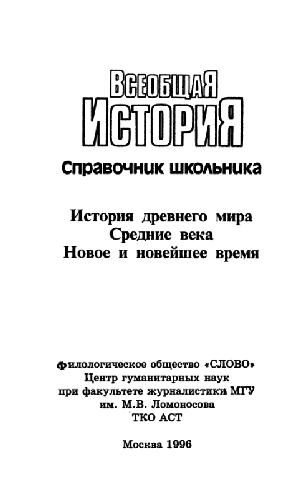 ВСЕОБЩАЯ
ИСТОРИЯ
Справочник школьника
История древнего мира
Средние века
Новое и новейшее время
Филологическое общество «СЛОВО»
Центр гуманитарных наук
при факультете журналистики МГУ
им. М.В. Ломоносова
ТКО АСТ
Москва 1996